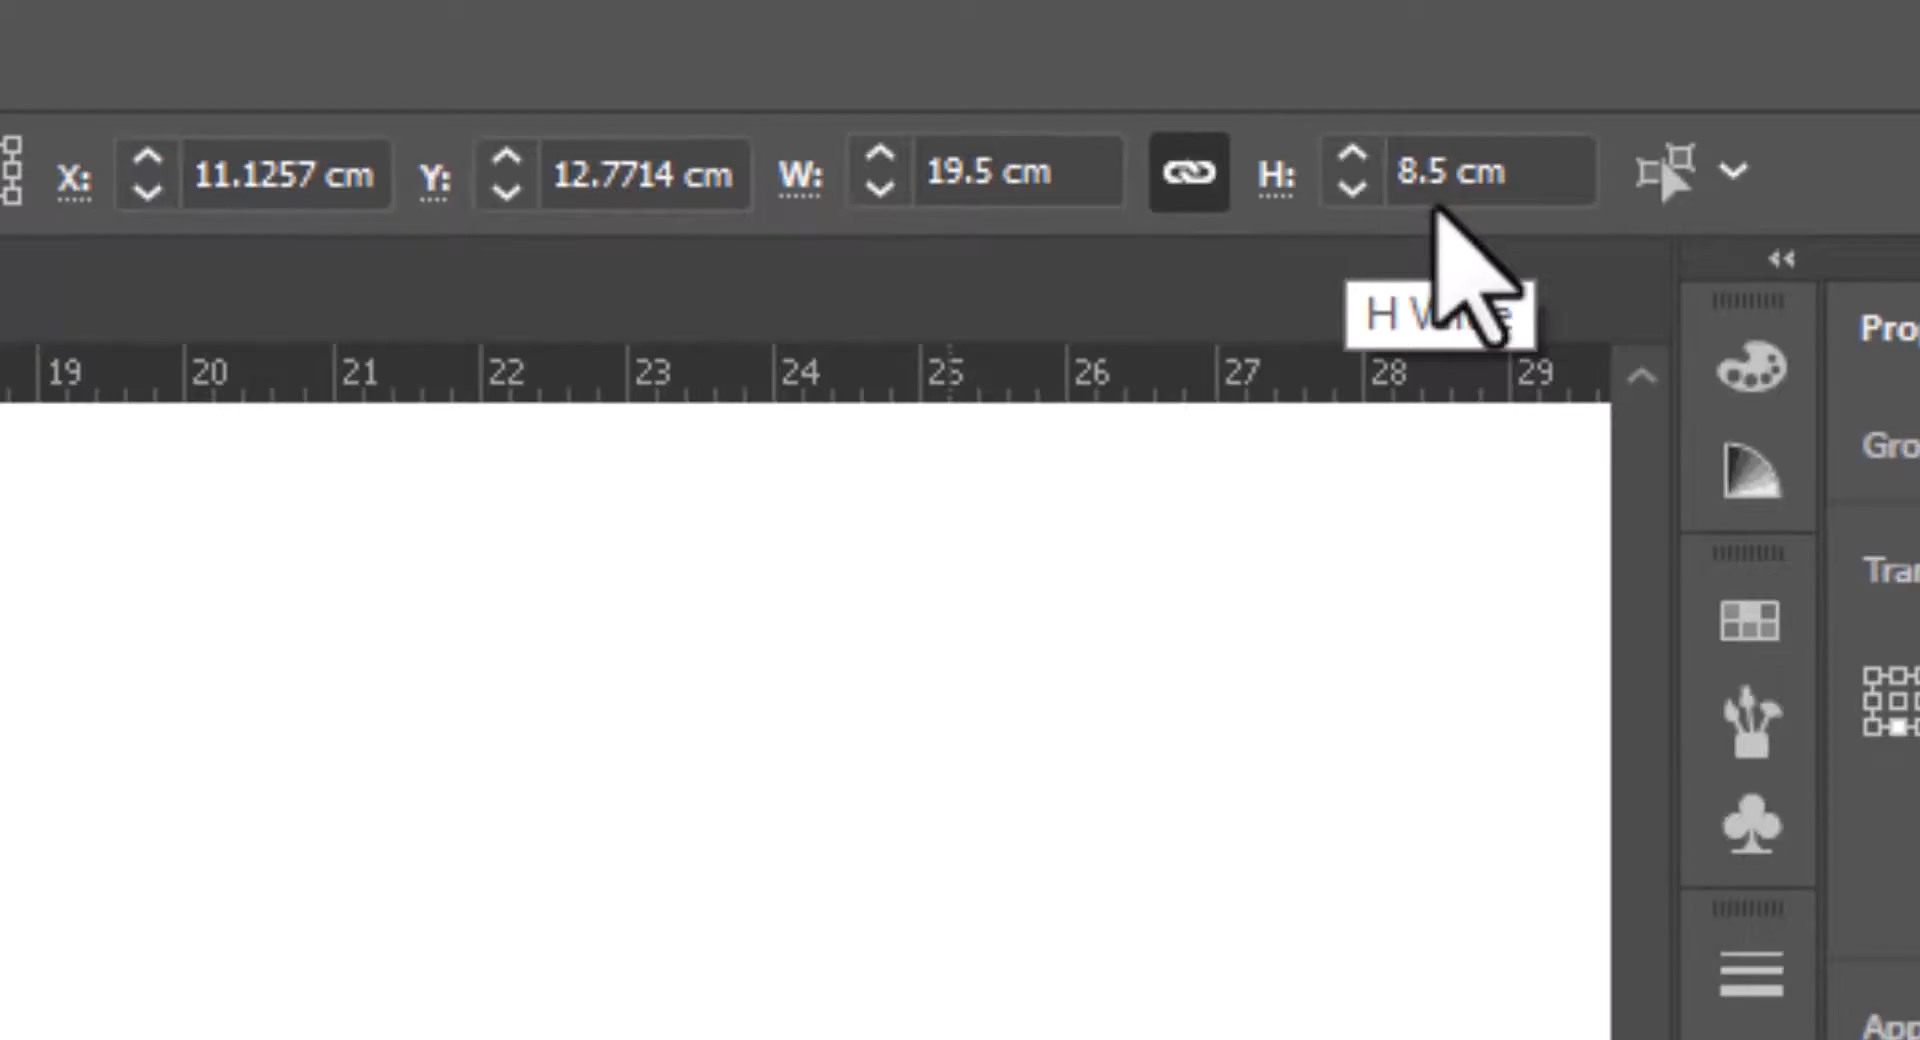 X: 11.1257 cm Y: 12.7714 cm W: 19.5 cm H: 8.5 cm
H
19 20 21 22 23 24 25 26 27 28 29
Pro
Gro
Tra
App